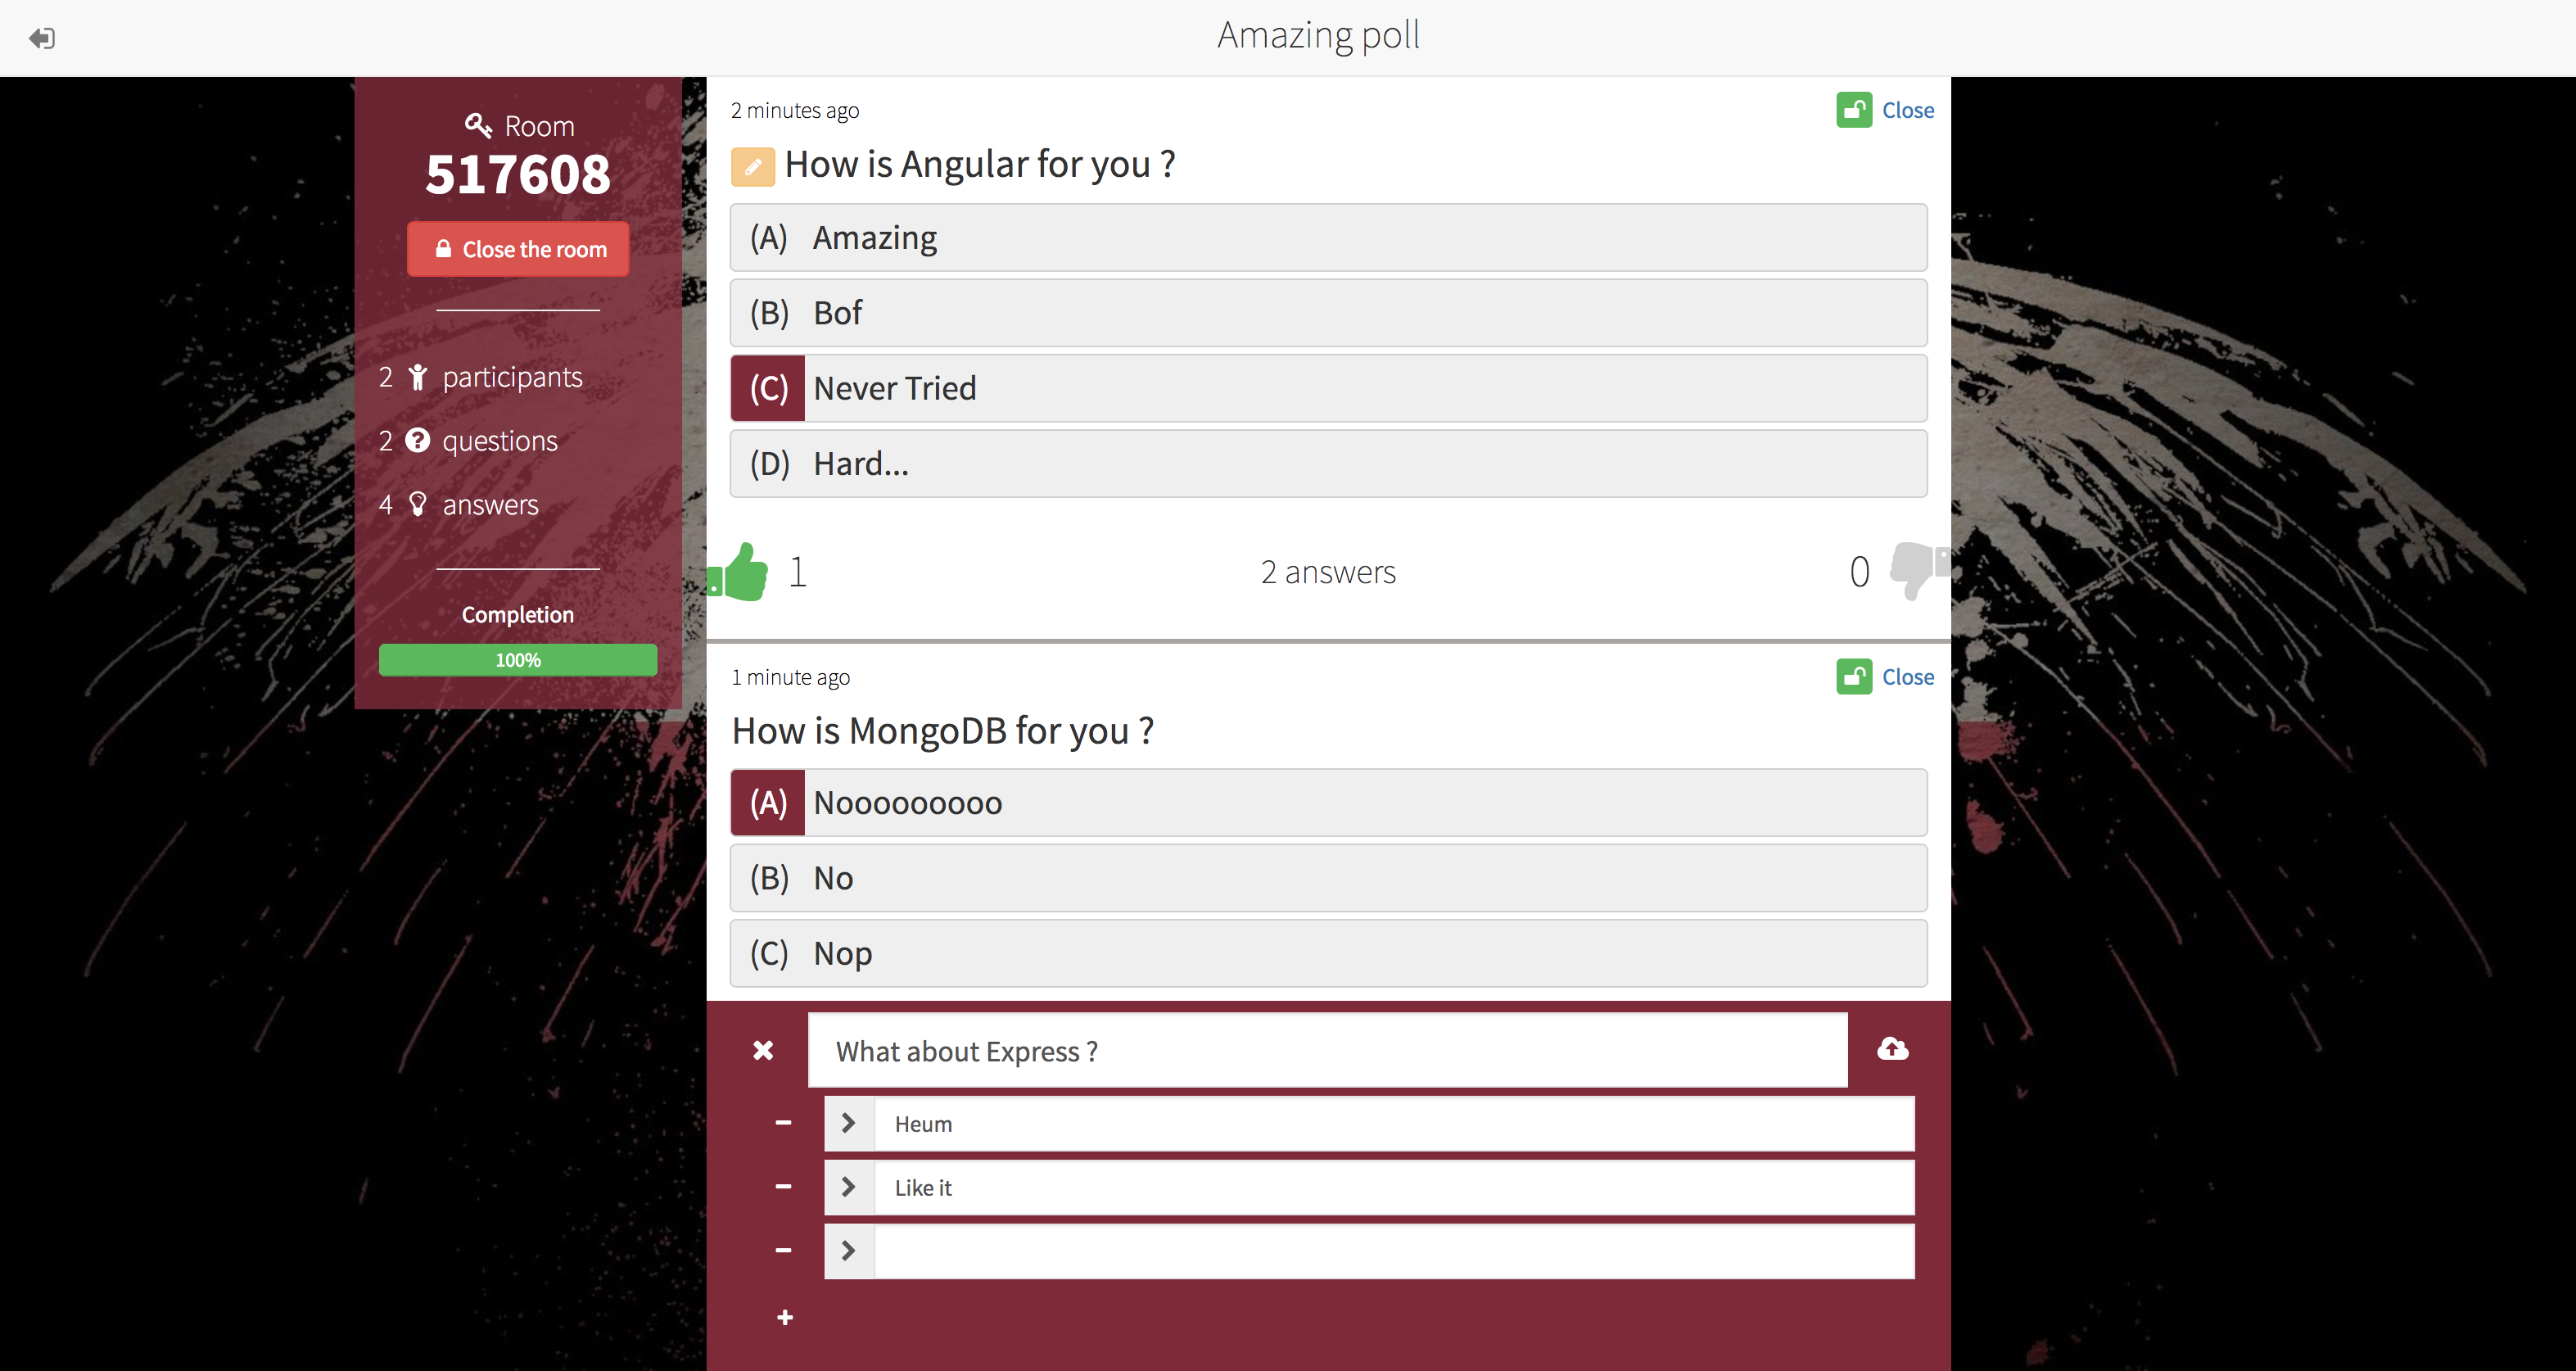 Amazing poll
Room
517608
Close the room
2 participants
2 questions
4 answers
Completion
100%
2 minutes ago
Close
How is Angular for you ?
(A) Amazing
(B) Bof
(C) Never Tried
(D) Hard...
1
2 answers
0
1 minute ago
Close
How is MongoDB for you ?
(A) Nooooooooo
(B) No
(C) Nop
What about Express ?
Heum
Like it